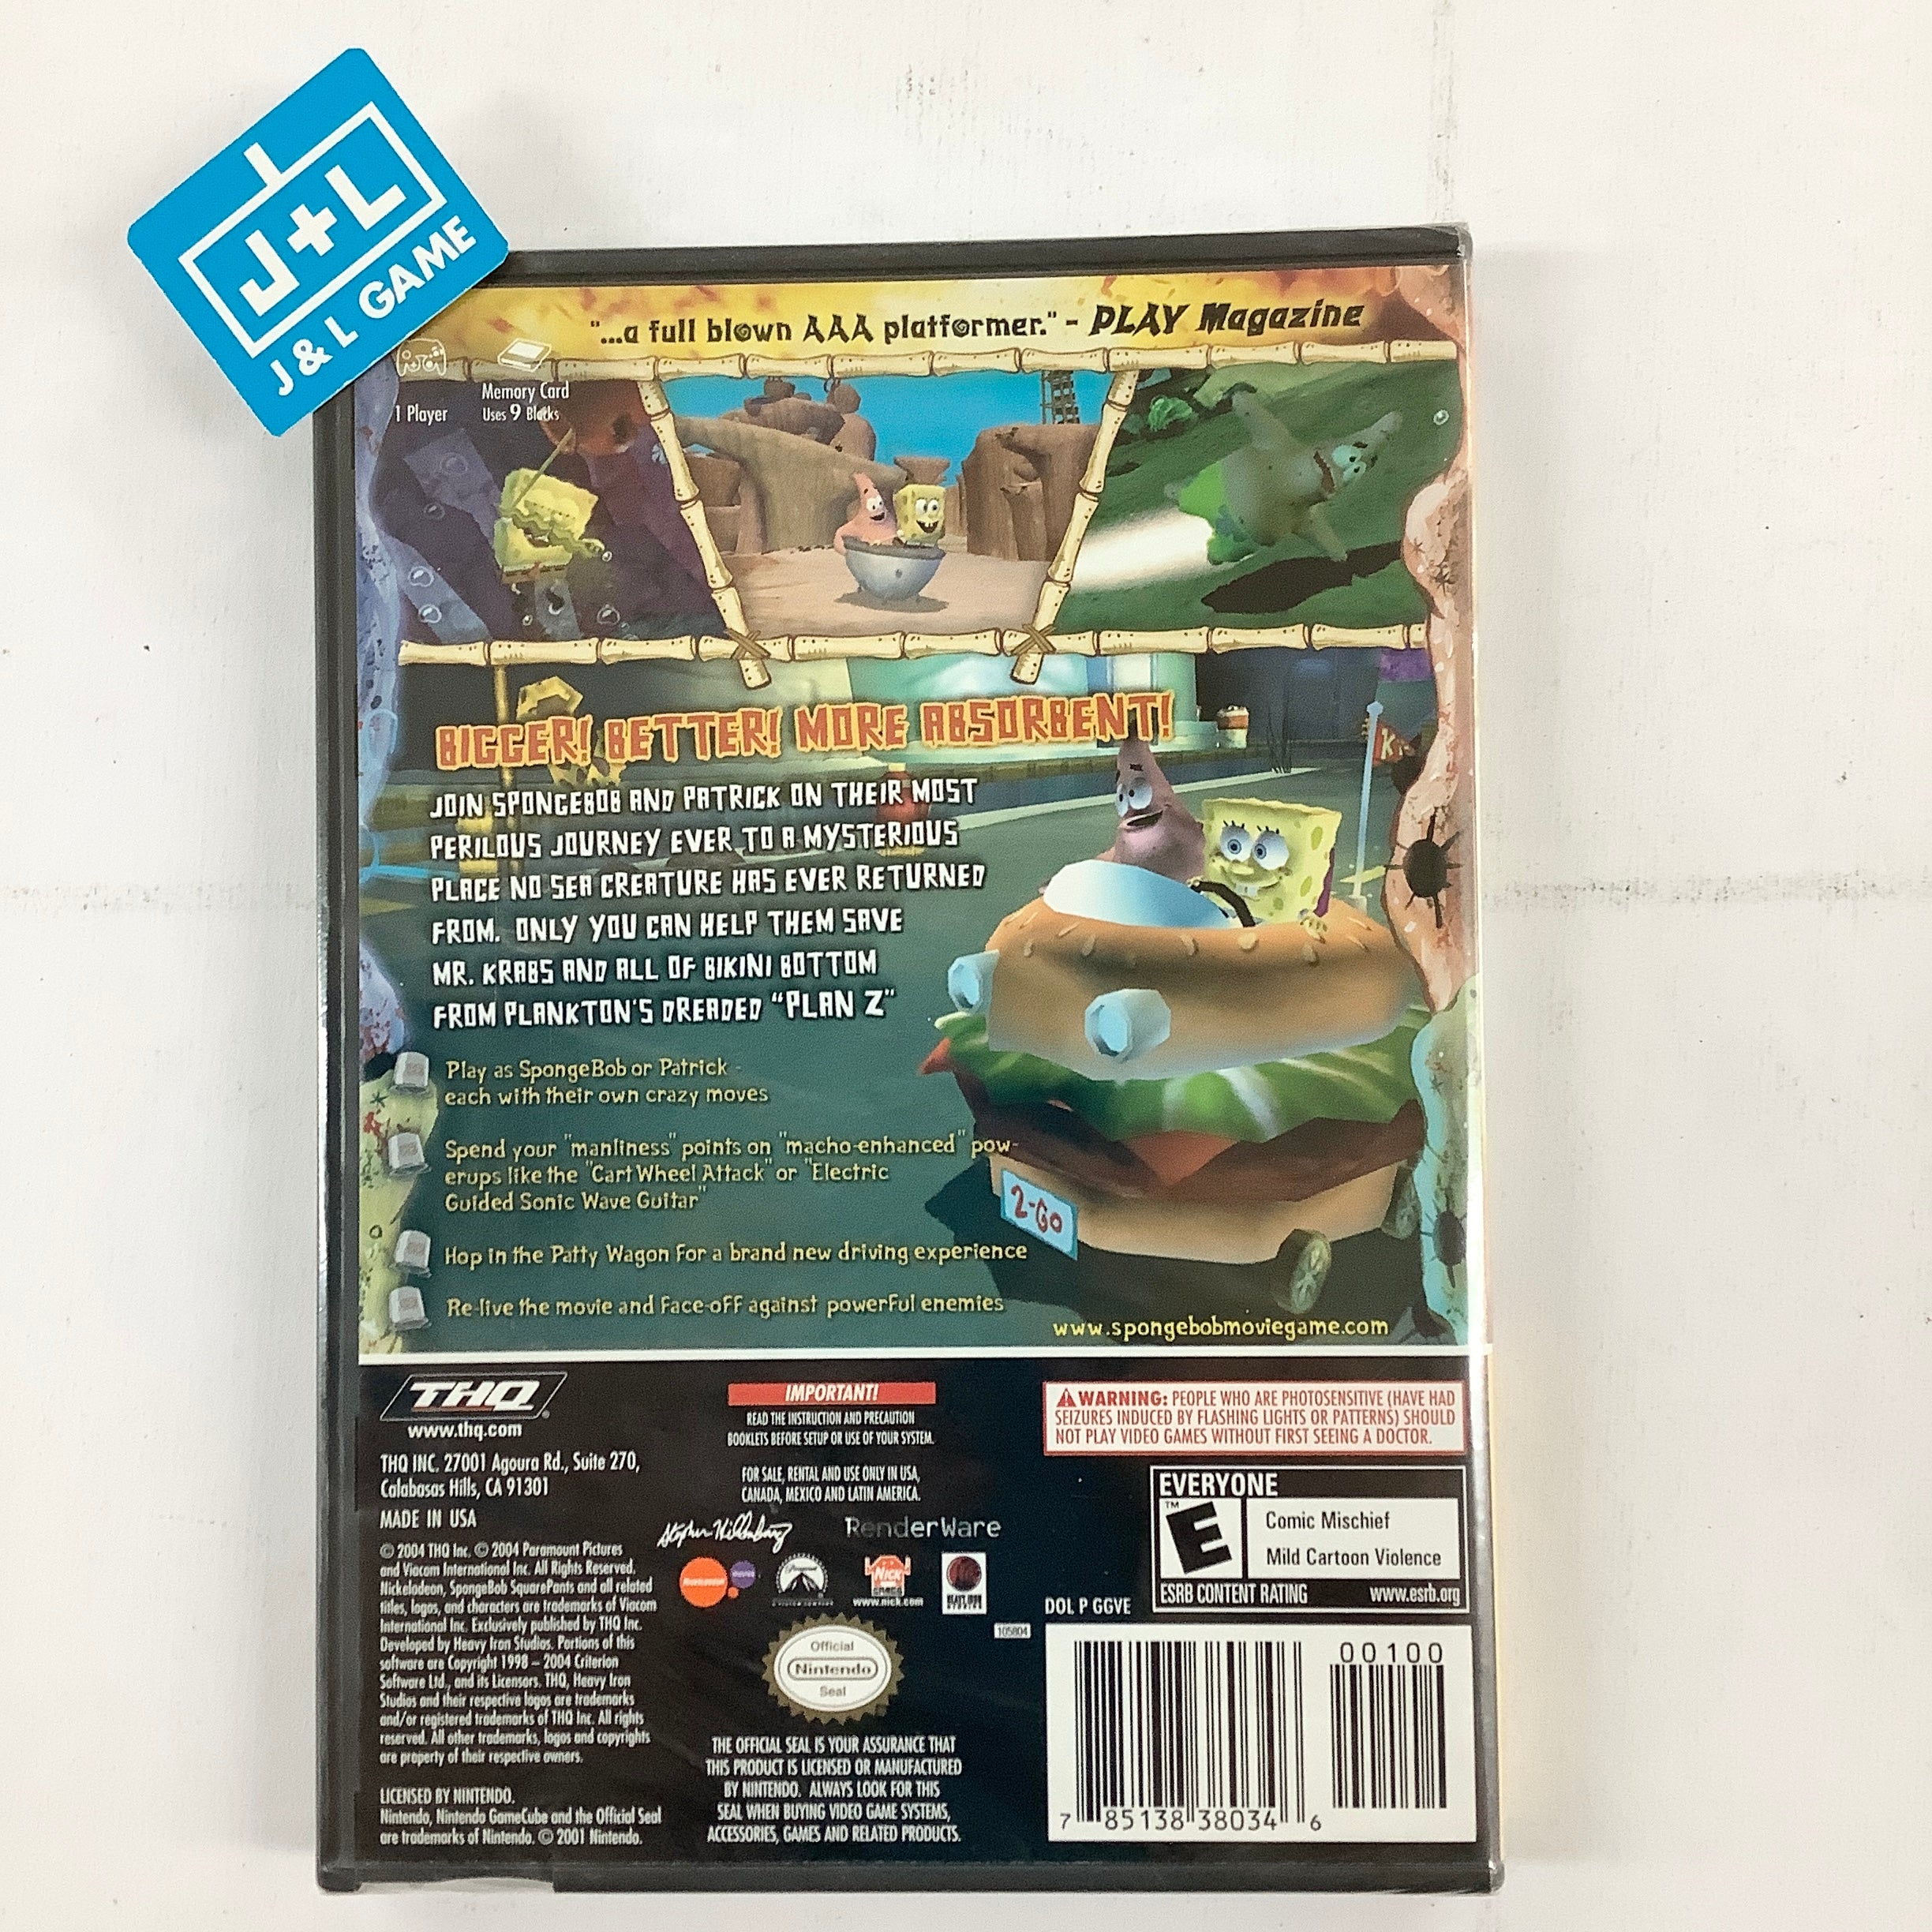 J+L
J & L GAME
"...a full blown AAA platformer." - PLAY Magazine
1 Player
Memory Card
Uses 9 Blocks
BIGGER! BETTER! MORE ABSORBENT!
JOIN SPONGEBOB AND PATRICK ON THEIR MOST
PERILOUS JOURNEY EVER TO A MYSTERIOUS
PLACE NO SEA CREATURE HAS EVER RETURNED
FROM. ONLY YOU CAN HELP THEM SAVE
MR. KRABS AND ALL OF BIKINI BOTTOM
FROM PLANKTON'S DREADED "PLAN Z"
Play as SpongeBob or Patrick -
each with their own crazy moves
Spend your "manliness" points on "macho-enhanced" pow-
erups like the "Cart Wheel Attack" or "Electric
Guided Sonic Wave Guitar"
Hop in the Patty Wagon for a brand new driving experience
Re-live the movie and face-off against powerful enemies
2-Go
www.spongebobmoviegame.com
THQ
www.thq.com
THQ INC. 27001 Agoura Rd., Suite 270,
Calabasas Hills, CA 91301
MADE IN USA
© 2004 THQ Inc. © 2004 Paramount Pictures
and Viacom International Inc. All Rights Reserved.
Nickelodeon, SpongeBob SquarePants and all related
titles, logos, and characters are trademarks of Viacom
International Inc. Exclusively published by THQ Inc.
Developed by Heavy Iron Studios. Portions of this
software are Copyright 1998 – 2004 Criterion
Software Ltd., and its Licensors. THQ, Heavy Iron
Studios and their respective logos are trademarks
and/or registered trademarks of THQ Inc. All rights
reserved. All other trademarks, logos and copyrights
are property of their respective owners.
LICENSED BY NINTENDO.
Nintendo, Nintendo GameCube and the Official Seal
are trademarks of Nintendo. © 2001 Nintendo.
IMPORTANT!
READ THE INSTRUCTION AND PRECAUTION
BOOKLETS BEFORE SETUP OR USE OF YOUR SYSTEM.
FOR SALE, RENTAL AND USE ONLY IN USA,
CANADA, MEXICO AND LATIN AMERICA.
Stephen Hillenburg
RenderWare
NICKELODEON
Paramount
NICK
GAMES
www.nick.com
HEAVY IRON
STUDIOS
105804
Official
Nintendo
Seal
THE OFFICIAL SEAL IS YOUR ASSURANCE THAT
THIS PRODUCT IS LICENSED OR MANUFACTURED
BY NINTENDO. ALWAYS LOOK FOR THIS
SEAL WHEN BUYING VIDEO GAME SYSTEMS,
ACCESSORIES, GAMES AND RELATED PRODUCTS.
WARNING: PEOPLE WHO ARE PHOTOSENSITIVE (HAVE HAD
SEIZURES INDUCED BY FLASHING LIGHTS OR PATTERNS) SHOULD
NOT PLAY VIDEO GAMES WITHOUT FIRST SEEING A DOCTOR.
EVERYONE
E™
Comic Mischief
Mild Cartoon Violence
ESRB CONTENT RATING www.esrb.org
DOL P GGVE
00100
7 85138 38034 6